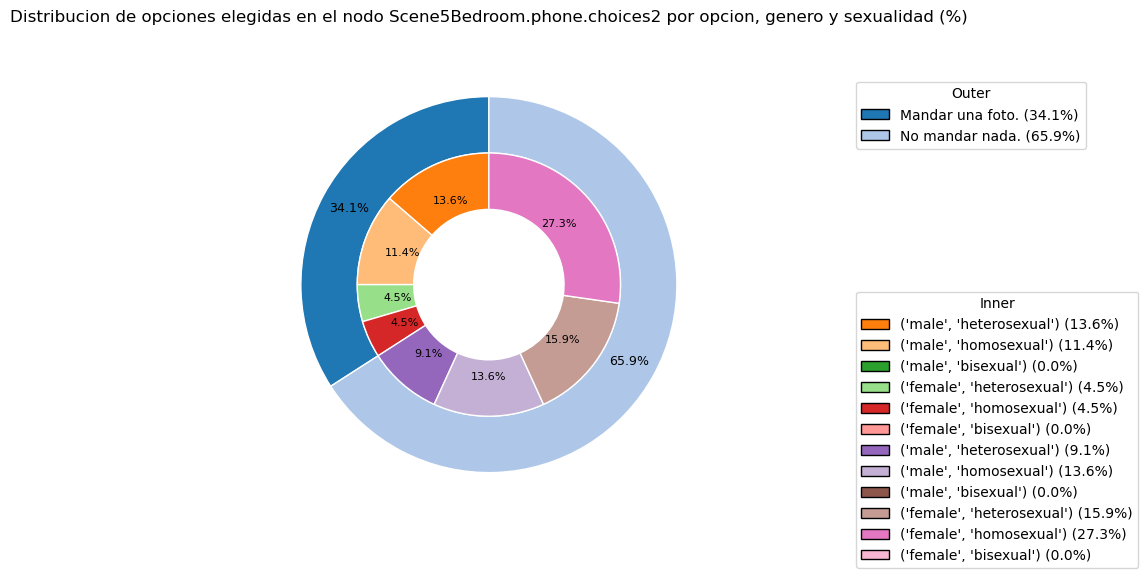 Distribucion de opciones elegidas en el nodo Scene5Bedroom.phone.choices2 por opcion, genero y sexualidad (%)
Outer
Mandar una foto. (34.1%)
No mandar nada. (65.9%)
34.1%
65.9%
13.6%
11.4%
4.5%
4.5%
9.1%
13.6%
15.9%
27.3%
Inner
('male', 'heterosexual') (13.6%)
('male', 'homosexual') (11.4%)
('male', 'bisexual') (0.0%)
('female', 'heterosexual') (4.5%)
('female', 'homosexual') (4.5%)
('female', 'bisexual') (0.0%)
('male', 'heterosexual') (9.1%)
('male', 'homosexual') (13.6%)
('male', 'bisexual') (0.0%)
('female', 'heterosexual') (15.9%)
('female', 'homosexual') (27.3%)
('female', 'bisexual') (0.0%)